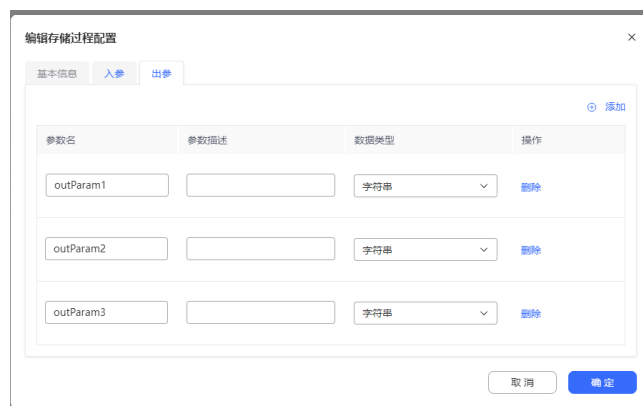 编辑存储过程配置
基本信息 入参 出参
添加
参数名 参数描述 数据类型 操作
outParam1 字符串 删除
outParam2 字符串 删除
outParam3 字符串 删除
取消 确定